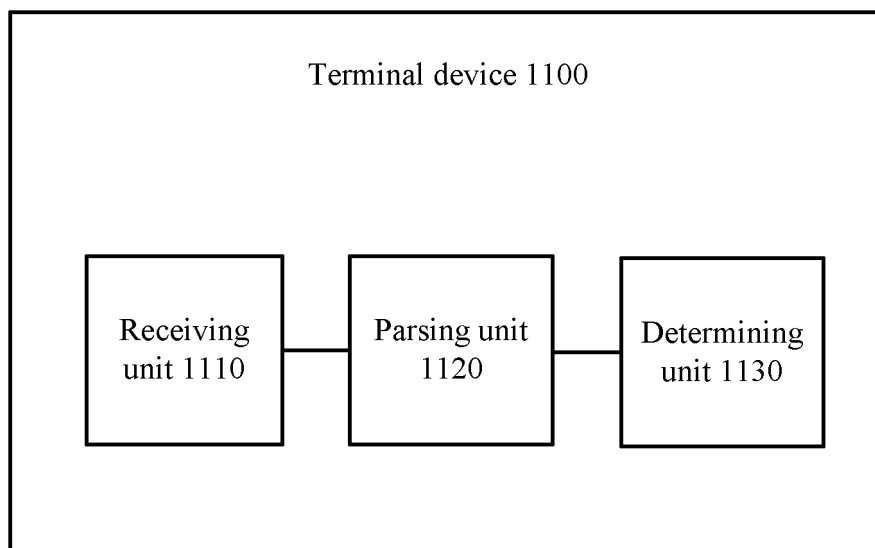 Terminal device 1100
Receiving
unit 1110
Parsing unit
1120
Determining
unit 1130